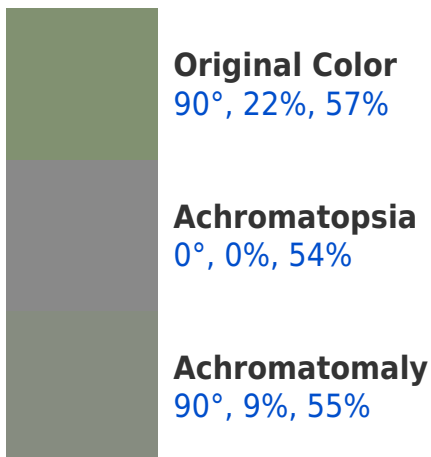 Original Color
90°, 22%, 57%
Achromatopsia
0°, 0%, 54%
Achromatomaly
90°, 9%, 55%